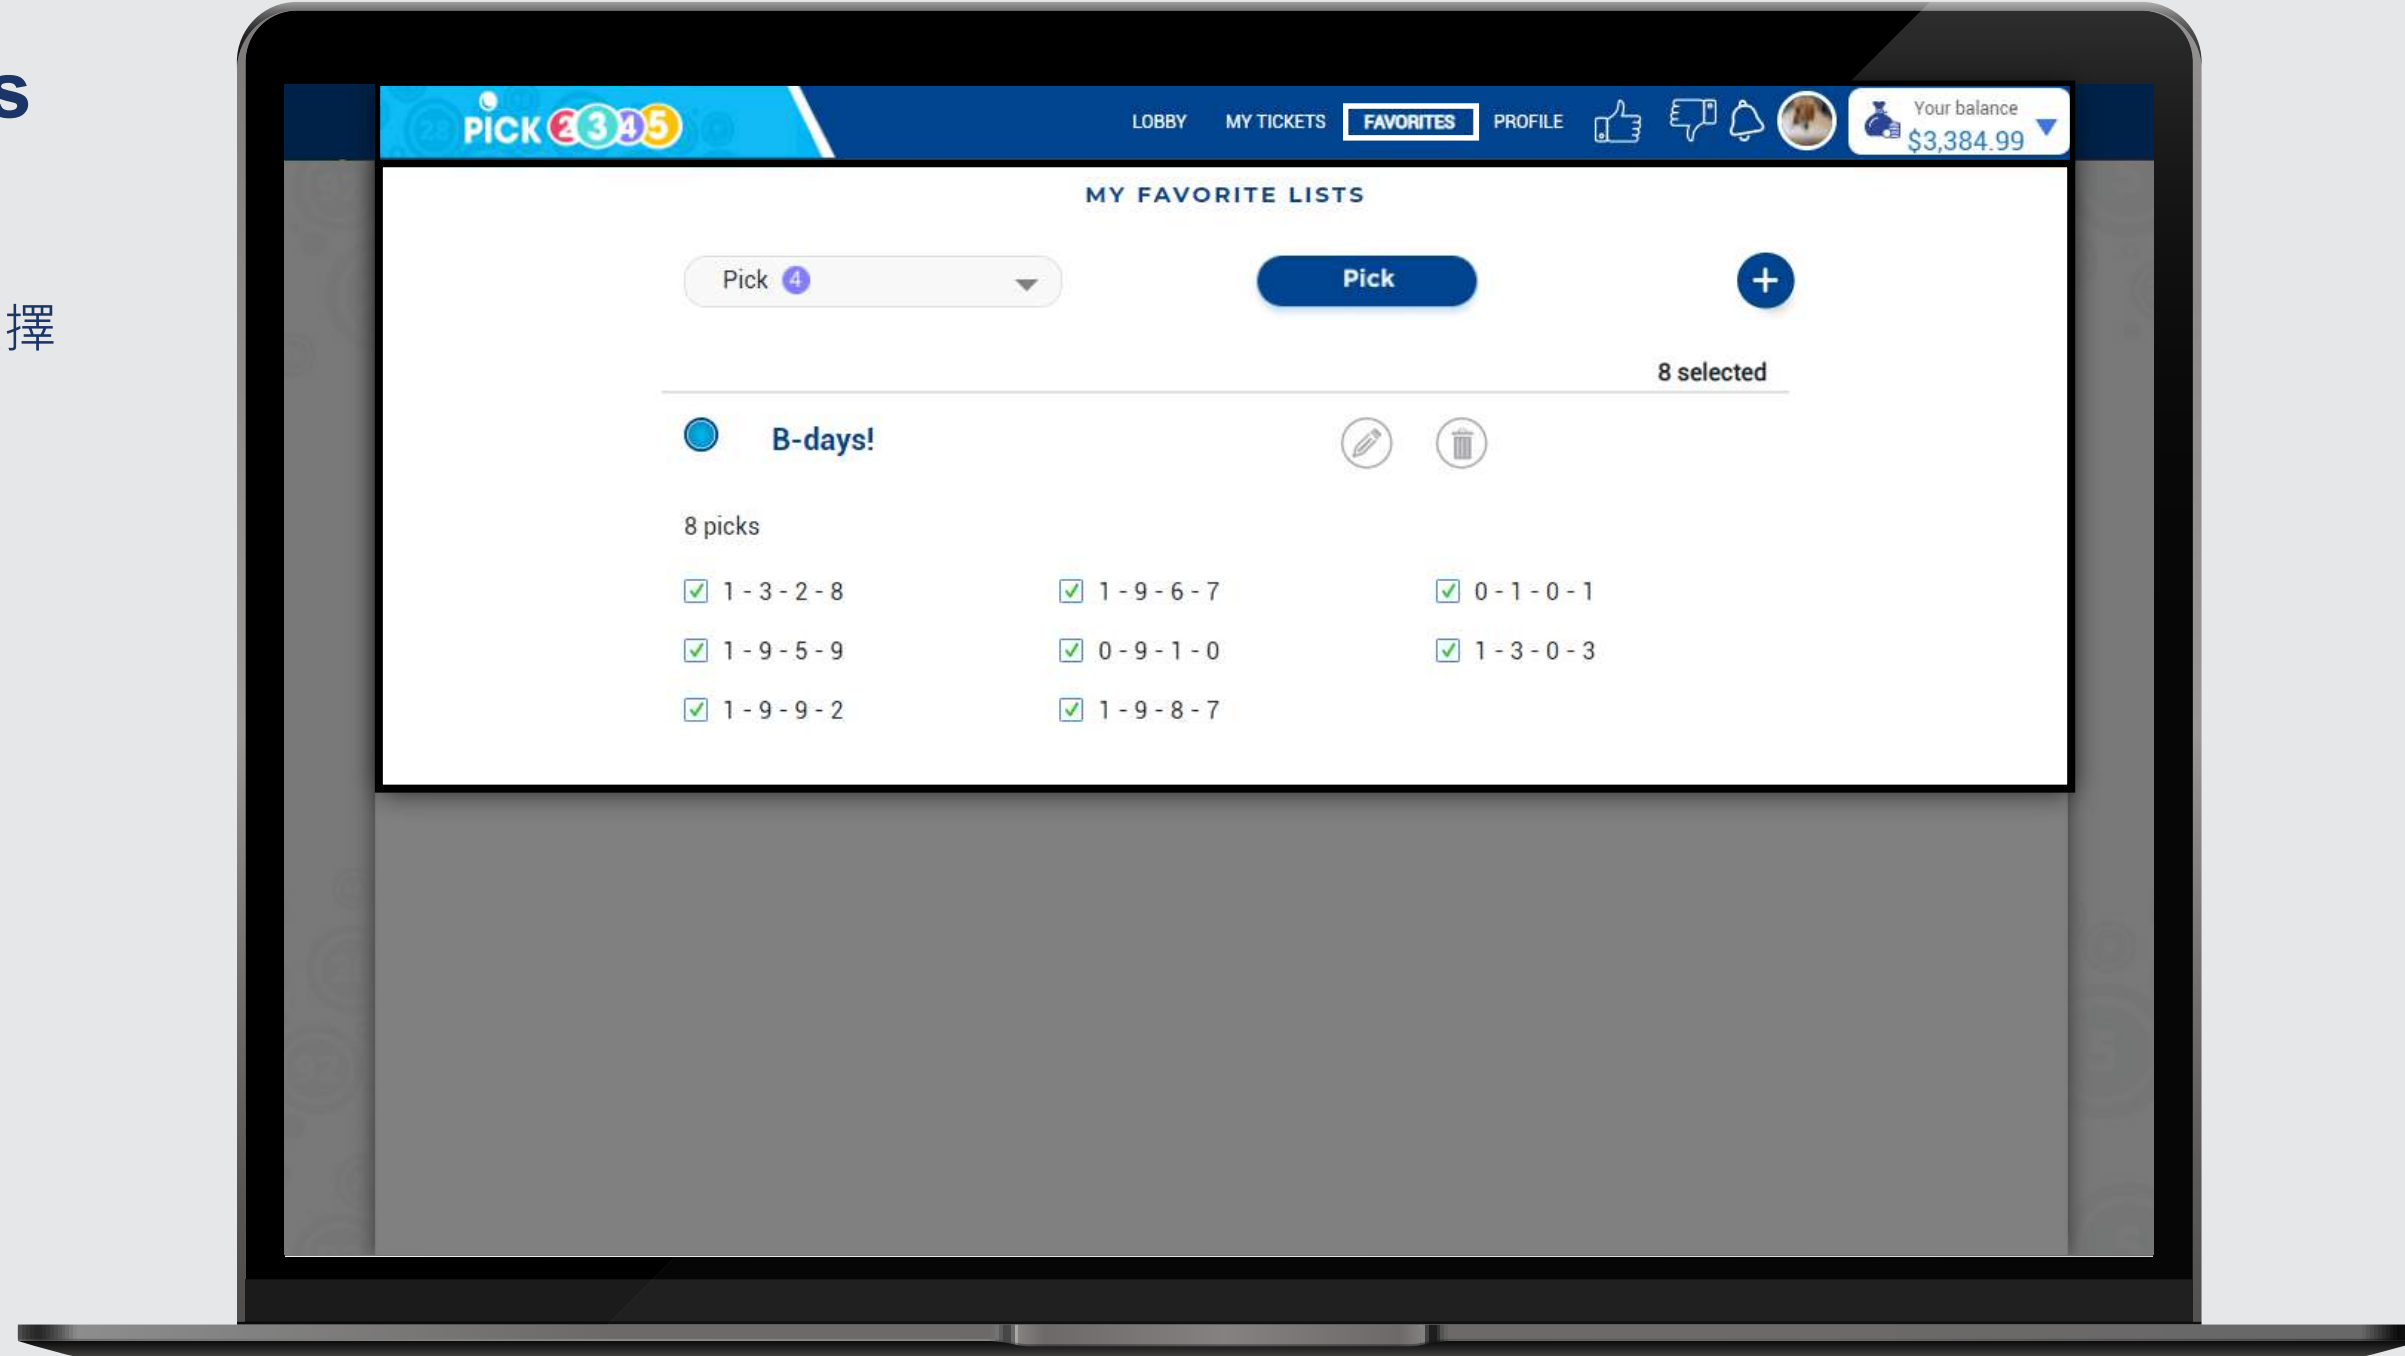 s
擇
PICK 2345
LOBBY MY TICKETS FAVORITES PROFILE
Your balance
$3,384.99
MY FAVORITE LISTS
Pick 4
Pick
+
8 selected
B-days!
8 picks
1 - 3 - 2 - 8
1 - 9 - 6 - 7
0 - 1 - 0 - 1
1 - 9 - 5 - 9
0 - 9 - 1 - 0
1 - 3 - 0 - 3
1 - 9 - 9 - 2
1 - 9 - 8 - 7